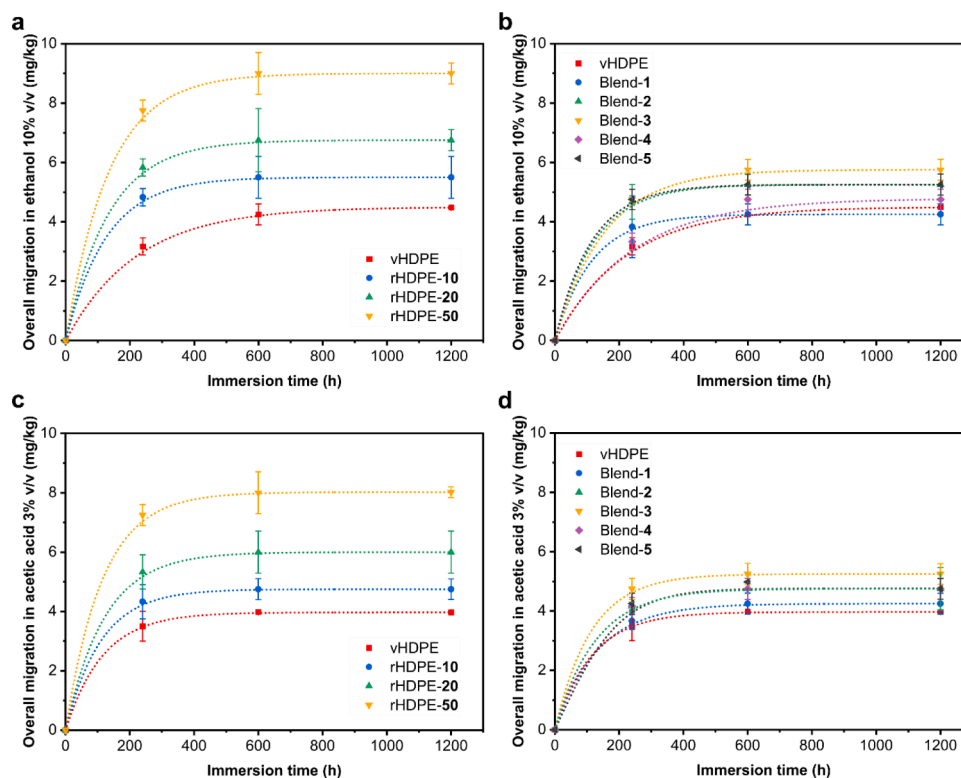 a
Overall migration in ethanol 10% v/v (mg/kg)
10
8
6
4
2
0
vHDPE
rHDPE-10
rHDPE-20
rHDPE-50
0 200 400 600 800 1000 1200
Immersion time (h)
b
Overall migration in ethanol 10% v/v (mg/kg)
10
8
6
4
2
0
vHDPE
Blend-1
Blend-2
Blend-3
Blend-4
Blend-5
0 200 400 600 800 1000 1200
Immersion time (h)
c
Overall migration in acetic acid 3% v/v (mg/kg)
10
8
6
4
2
0
vHDPE
rHDPE-10
rHDPE-20
rHDPE-50
0 200 400 600 800 1000 1200
Immersion time (h)
d
Overall migration in acetic acid 3% v/v (mg/kg)
10
8
6
4
2
0
vHDPE
Blend-1
Blend-2
Blend-3
Blend-4
Blend-5
0 200 400 600 800 1000 1200
Immersion time (h)